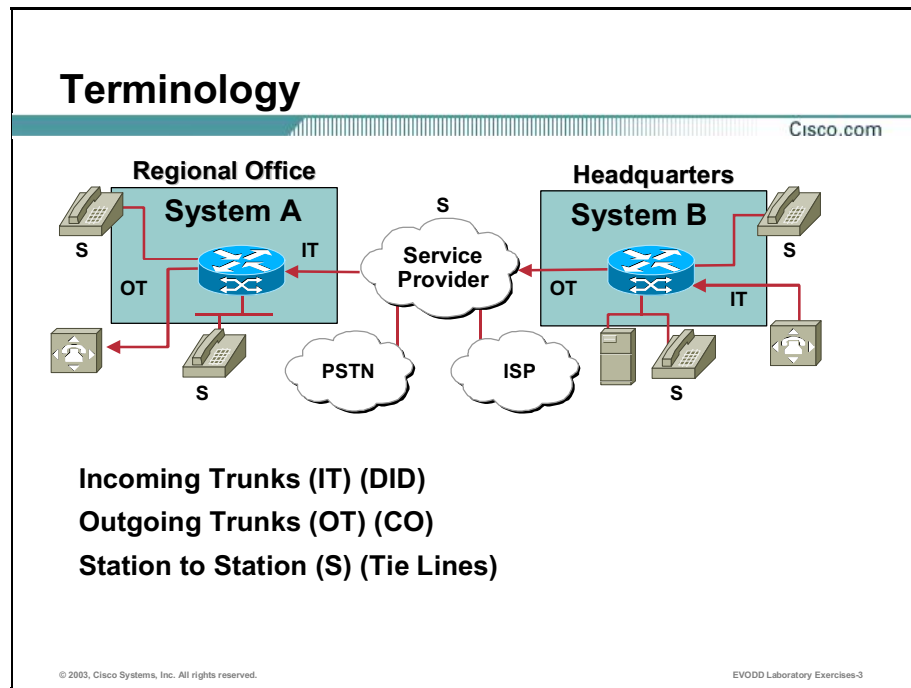 Terminology
Cisco.com
Regional Office
Headquarters
System A
S
System B
S
IT
Service
Provider
S
OT
OT
IT
PSTN
ISP
S
S
Incoming Trunks (IT) (DID)
Outgoing Trunks (OT) (CO)
Station to Station (S) (Tie Lines)
© 2003, Cisco Systems, Inc. All rights reserved.
EVODD Laboratory Exercises-3